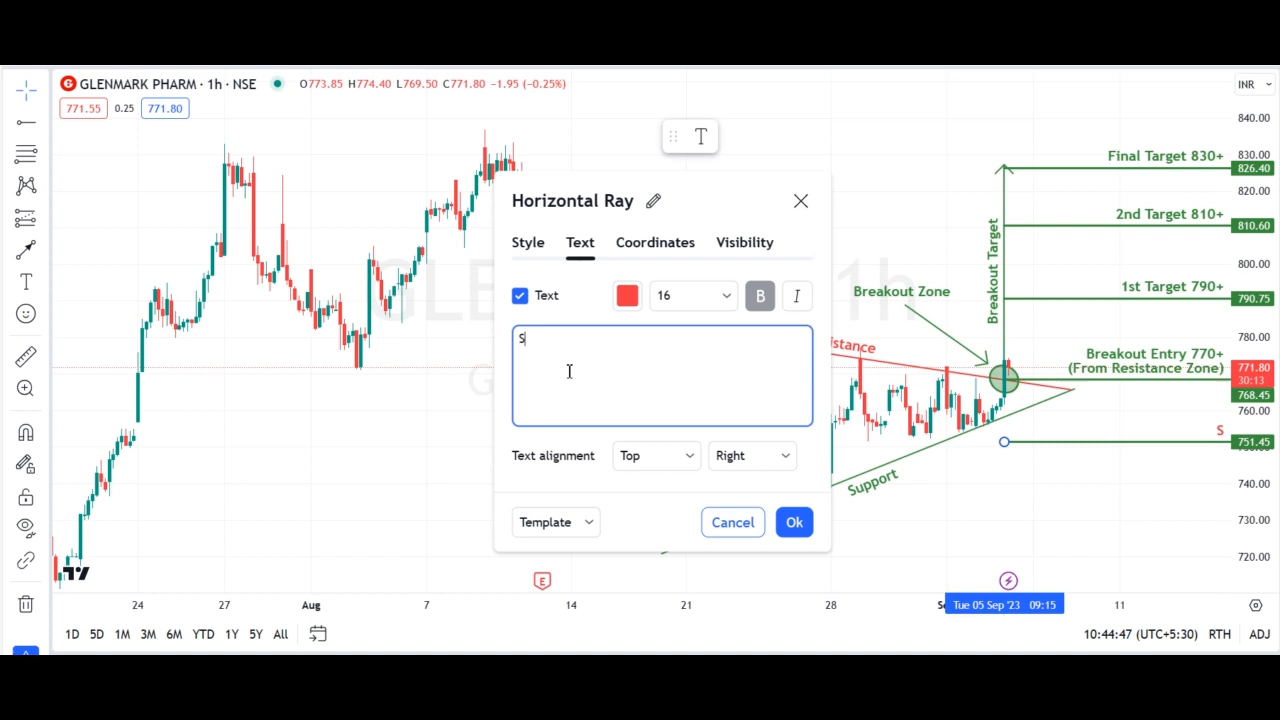 GLENMARK PHARM · 1h · NSE
O773.85 H774.40 L769.50 C771.80 −1.95 (−0.25%)
INR
771.55 0.25 771.80
840.00
T
830.00
Final Target 830+
826.40
820.00
Horizontal Ray
2nd Target 810+
810.60
Style Text Coordinates Visibility
800.00
1h
Breakout Target
Breakout Zone
1st Target 790+
790.75
Text
16
B
I
780.00
S
istance
Breakout Entry 770+
(From Resistance Zone)
771.80
30:13
768.45
760.00
S
751.45
Text alignment
Top
Right
Support
740.00
Template
Cancel
Ok
730.00
720.00
E
24 27 Aug 7 14 21 28 Tue 05 Sep '23 09:15 11
1D 5D 1M 3M 6M YTD 1Y 5Y All
10:44:47 (UTC+5:30) RTH ADJ